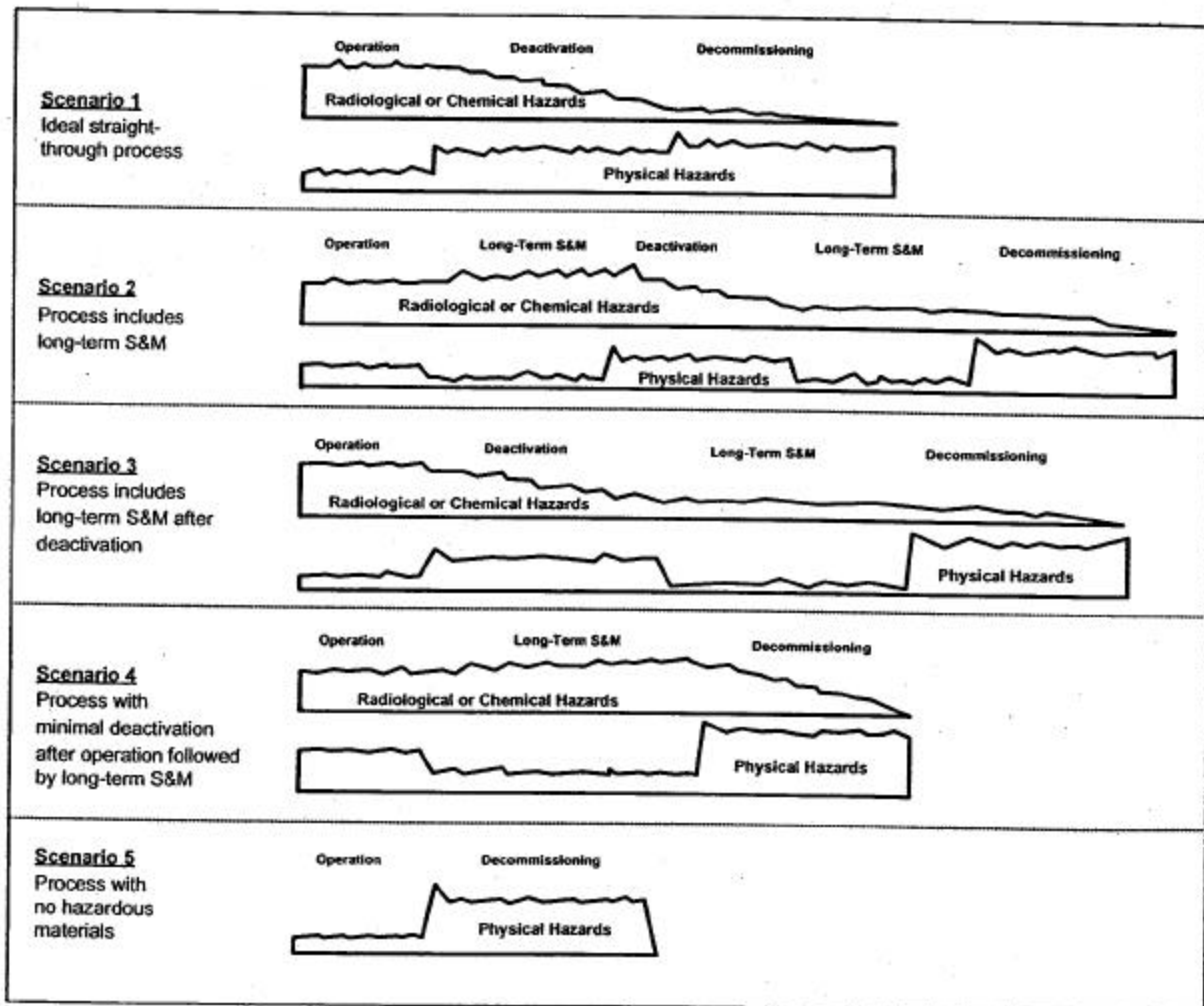 Operation Deactivation Decommissioning
Scenario 1
Ideal straight-
through process
Radiological or Chemical Hazards
Physical Hazards
Operation Long-Term S&M Deactivation Long-Term S&M Decommissioning
Scenario 2
Process includes
long-term S&M
Radiological or Chemical Hazards
Physical Hazards
Operation Deactivation Long-Term S&M Decommissioning
Scenario 3
Process includes
long-term S&M after
deactivation
Radiological or Chemical Hazards
Physical Hazards
Operation Long-Term S&M Decommissioning
Scenario 4
Process with
minimal deactivation
after operation followed
by long-term S&M
Radiological or Chemical Hazards
Physical Hazards
Operation Decommissioning
Scenario 5
Process with
no hazardous
materials
Physical Hazards